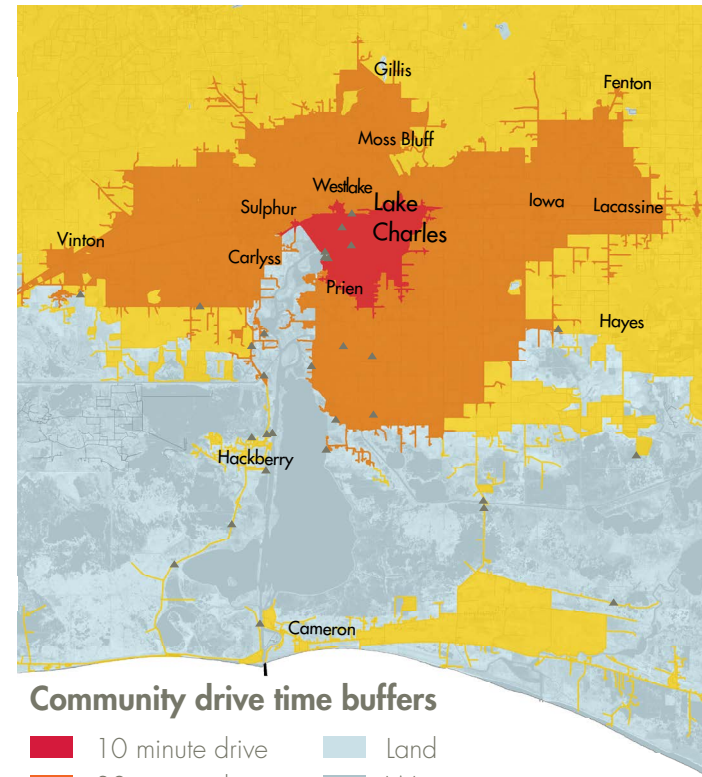 Gillis
Fenton
Moss Bluff
Westlake
Lake
Charles
Iowa
Lacassine
Sulphur
Vinton
Carlyss
Prien
Hayes
Hackberry
Cameron
Community drive time buffers
10 minute drive
Land